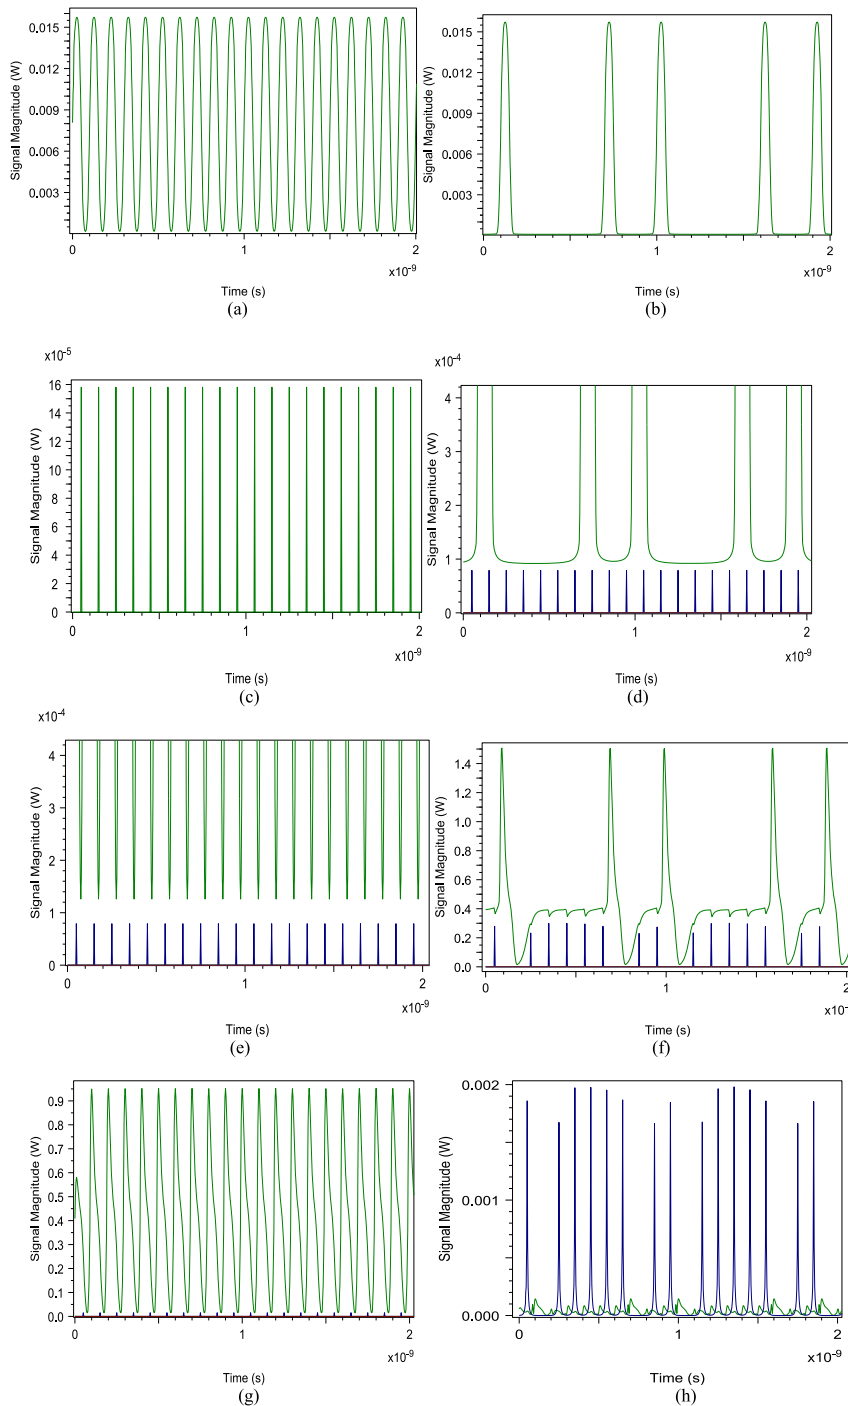 0.015
0.012
0.009
0.006
0.003
Signal Magnitude (W)
0 1 2
x10-9
Time (s)
(a)
0.015
0.012
0.009
0.006
0.003
Signal Magnitude (W)
0 1 2
x10-9
Time (s)
(b)
x10-5
16
14
12
10
8
6
4
2
0
Signal Magnitude (W)
0 1 2
x10-9
Time (s)
(c)
x10-4
4
3
2
1
0
Signal Magnitude (W)
0 1 2
x10-9
Time (s)
(d)
x10-4
4
3
2
1
0
Signal Magnitude (W)
0 1 2
x10-9
Time (s)
(e)
1.4
1.2
1.0
0.8
0.6
0.4
0.2
0.0
Signal Magnitude (W)
0 1 2
x10-9
Time (s)
(f)
0.9
0.8
0.7
0.6
0.5
0.4
0.3
0.2
0.1
0.0
Signal Magnitude (W)
0 1 2
x10-9
Time (s)
(g)
0.002
0.001
0.000
Signal Magnitude (W)
0 1 2
x10-9
Time (s)
(h)